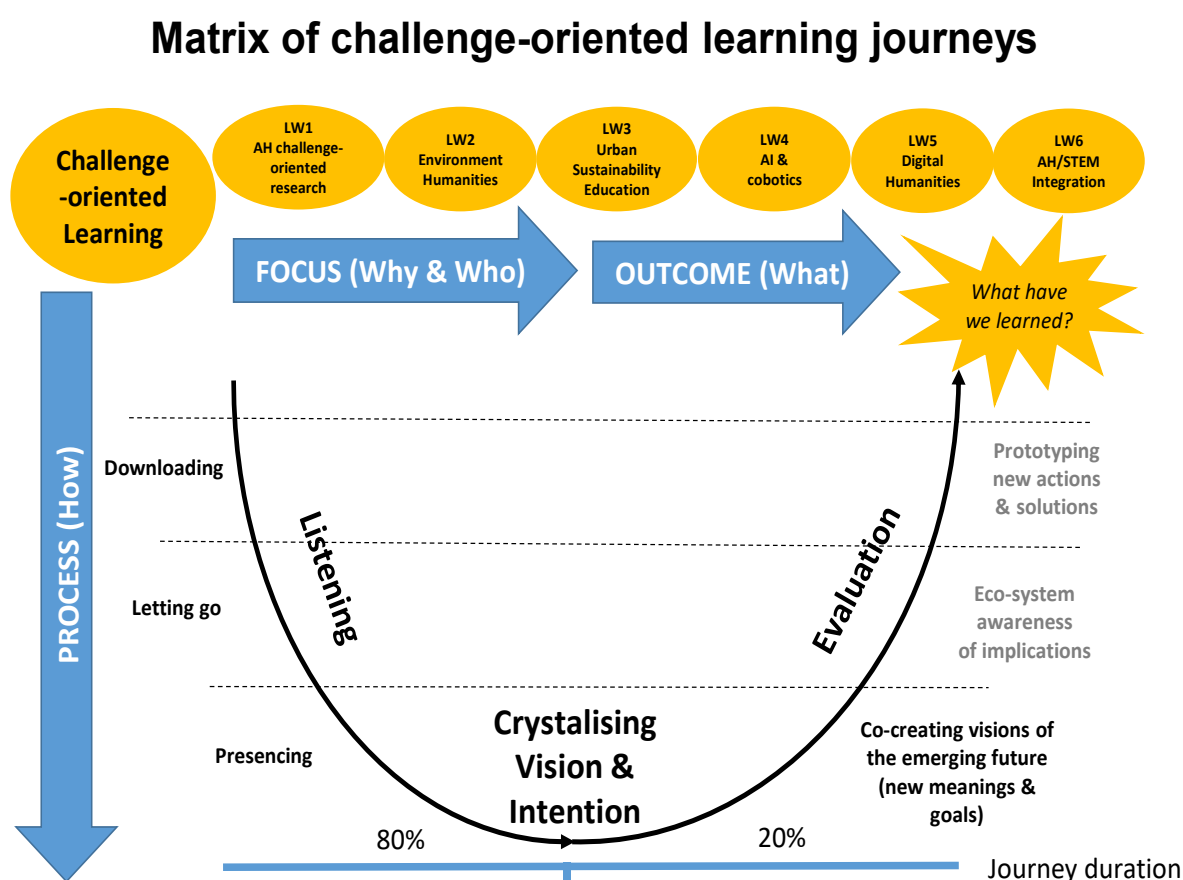 Matrix of challenge-oriented learning journeys
Challenge
-oriented
Learning
LW1
AH challenge-
oriented
research
LW2
Environment
Humanities
LW3
Urban
Sustainability
Education
LW4
AI &
cobotics
LW5
Digital
Humanities
LW6
AH/STEM
Integration
FOCUS (Why & Who)
OUTCOME (What)
What have
we learned?
PROCESS (How)
Downloading
Letting go
Presencing
Listening
Crystalising
Vision &
Intention
Evaluation
Prototyping
new actions
& solutions
Eco-system
awareness
of implications
Co-creating visions of
the emerging future
(new meanings &
goals)
80%
20%
Journey duration